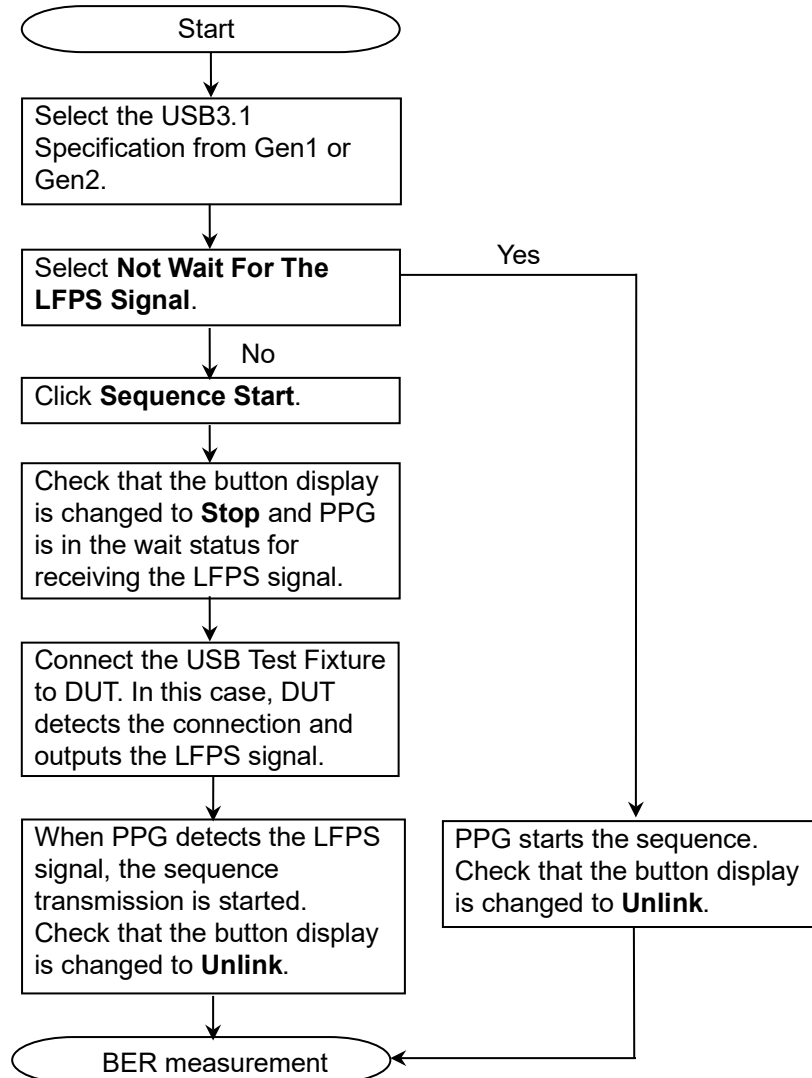 Start
Select the USB3.1
Specification from Gen1 or
Gen2.
Select Not Wait For The
LFPS Signal.
Yes
No
Click Sequence Start.
Check that the button display
is changed to Stop and PPG
is in the wait status for
receiving the LFPS signal.
Connect the USB Test Fixture
to DUT. In this case, DUT
detects the connection and
outputs the LFPS signal.
When PPG detects the LFPS
signal, the sequence
transmission is started.
Check that the button display
is changed to Unlink.
PPG starts the sequence.
Check that the button display
is changed to Unlink.
BER measurement